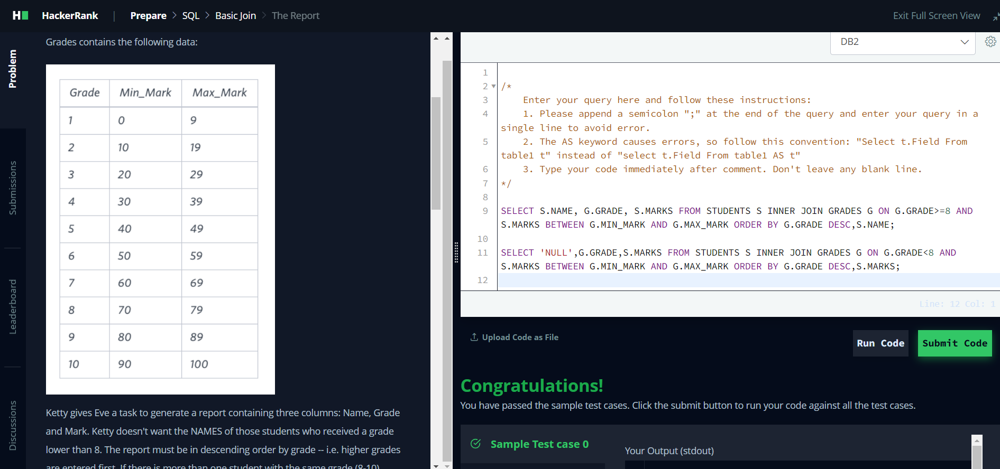 HackerRank | Prepare > SQL > Basic Join > The Report
Exit Full Screen View
Problem
Submissions
Leaderboard
Discussions
Grades contains the following data:
Grade Min_Mark Max_Mark
1 0 9
2 10 19
3 20 29
4 30 39
5 40 49
6 50 59
7 60 69
8 70 79
9 80 89
10 90 100
Ketty gives Eve a task to generate a report containing three columns: Name, Grade
and Mark. Ketty doesn't want the NAMES of those students who received a grade
lower than 8. The report must be in descending order by grade -- i.e. higher grades
are entered first. If there is more than one student with the same grade (8-10)
DB2
1
2 /*
3 Enter your query here and follow these instructions:
4 1. Please append a semicolon ";" at the end of the query and enter your query in a
single line to avoid error.
5 2. The AS keyword causes errors, so follow this convention: "Select t.Field From
table1 t" instead of "select t.Field From table1 AS t"
6 3. Type your code immediately after comment. Don't leave any blank line.
7 */
8
9 SELECT S.NAME, G.GRADE, S.MARKS FROM STUDENTS S INNER JOIN GRADES G ON G.GRADE>=8 AND
S.MARKS BETWEEN G.MIN_MARK AND G.MAX_MARK ORDER BY G.GRADE DESC,S.NAME;
10
11 SELECT 'NULL',G.GRADE,S.MARKS FROM STUDENTS S INNER JOIN GRADES G ON G.GRADE<8 AND
S.MARKS BETWEEN G.MIN_MARK AND G.MAX_MARK ORDER BY G.GRADE DESC,S.MARKS;
12
Line: 12 Col: 1
Upload Code as File
Run Code
Submit Code
Congratulations!
You have passed the sample test cases. Click the submit button to run your code against all the test cases.
Sample Test case 0
Your Output (stdout)